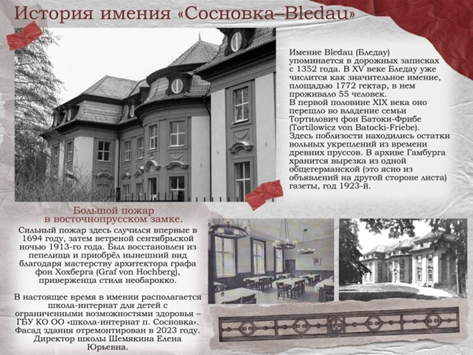 История имения «Сосновка–Bledau»
Имение Bledau (Бледау)
упоминается в дорожных записках
с 1352 года. В XV веке Бледау уже
числится как значительное имение,
площадью 1772 гектар, в нем
проживало 55 человек.
В первой половине XIX века оно
перешло во владение семьи
Тортилович фон Батоки-Фрибе
(Tortilowicz von Batocki-Friebe).
Здесь поблизости находились остатки
вольных укреплений из времени
древних пруссов. В архиве Гамбурга
хранится вырезка из одной
общегерманской (это ясно из
объявлений на другой стороне листа)
газеты, год 1923-й.
Большой пожар
в восточнопрусском замке.
Сильный пожар здесь случился впервые в
1694 году, затем ветреной сентябрьской
ночью 1913-го года. Был восстановлен из
пепелища и приобрёл нынешний вид
благодаря мастерству архитектора графа
фон Хохберга (Graf von Hochberg),
приверженца стиля необарокко.
В настоящее время в имении располагается
школа-интернат для детей с
ограниченными возможностями здоровья –
ГБУ КО ОО «школа-интернат п. Сосновка».
Фасад здания отремонтирован в 2023 году.
Директор школы Шемякина Елена
Юрьевна.